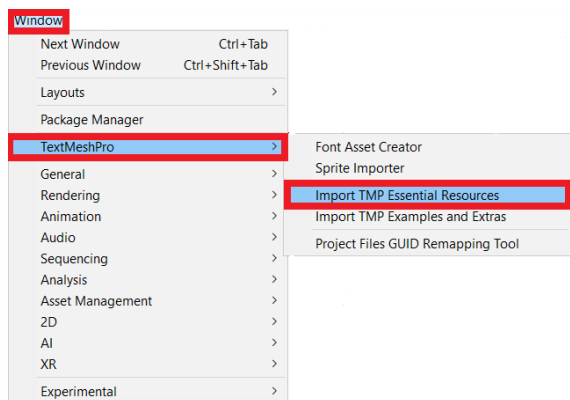 Window
Next Window Ctrl+Tab
Previous Window Ctrl+Shift+Tab
Layouts >
Package Manager
TextMeshPro >
General >
Rendering >
Animation >
Audio >
Sequencing >
Analysis >
Asset Management >
2D >
AI >
XR >
Experimental >
Font Asset Creator
Sprite Importer
Import TMP Essential Resources
Import TMP Examples and Extras
Project Files GUID Remapping Tool